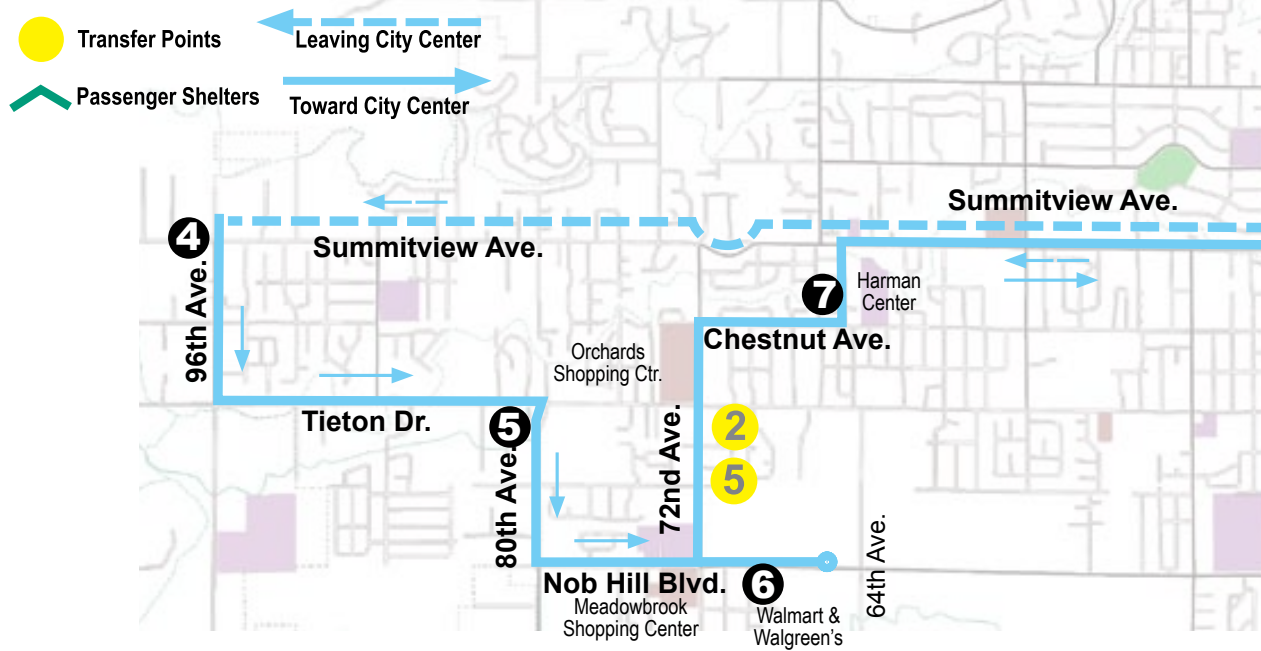 Transfer Points
Leaving City Center
Passenger Shelters
Toward City Center
Summitview Ave.
4
Summitview Ave.
96th Ave.
7
Harman
Center
Chestnut Ave.
Orchards
Shopping Ctr.
Tieton Dr.
5
80th Ave.
72nd Ave.
2
5
Nob Hill Blvd.
6
64th Ave.
Meadowbrook
Shopping Center
Walmart &
Walgreen's